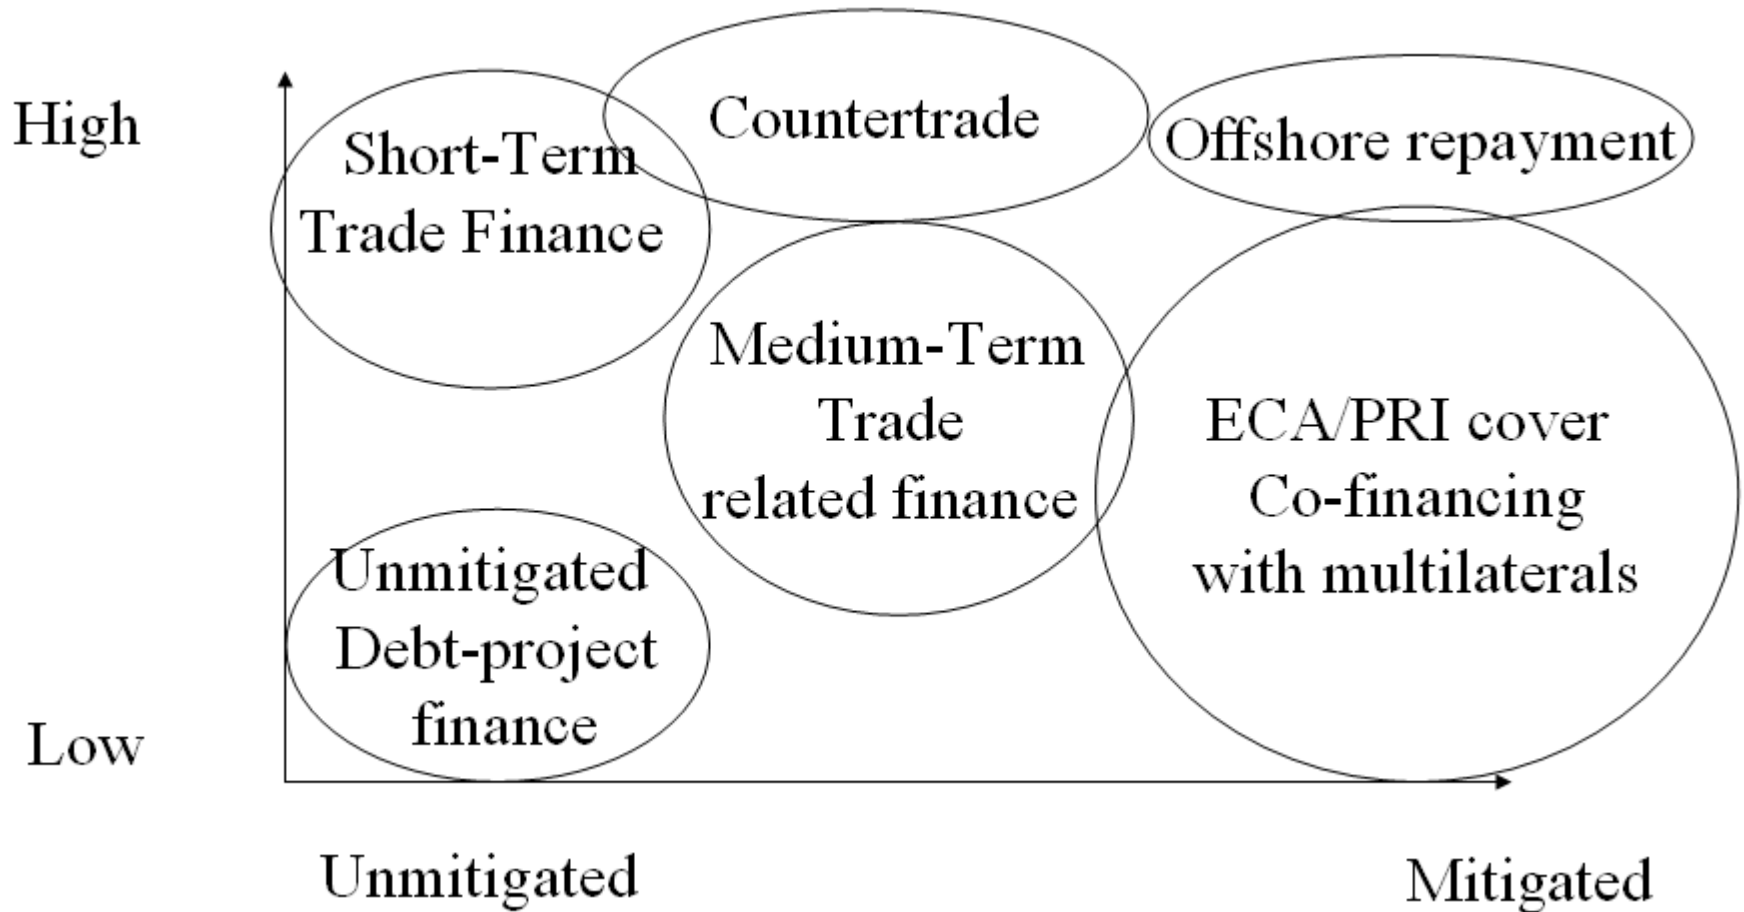 High
Short-Term
Trade Finance
Countertrade
Offshore repayment
Medium-Term
Trade
related finance
ECA/PRI cover
Co-financing
with multilaterals
Unmitigated
Debt-project
finance
Low
Unmitigated
Mitigated